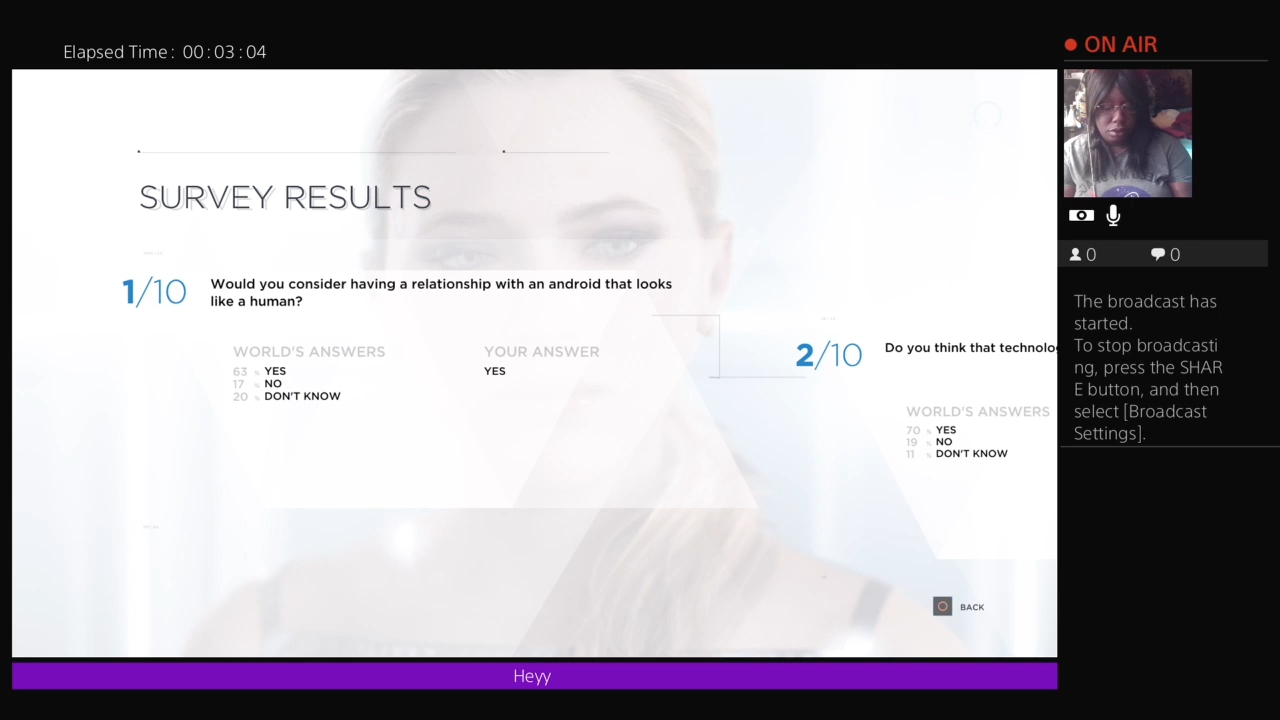 Elapsed Time: 00:03:04
ON AIR
SURVEY RESULTS
1/10
Would you consider having a relationship with an android that looks
like a human?
WORLD'S ANSWERS
63 % YES
17 % NO
20 % DON'T KNOW
YOUR ANSWER
YES
2/10
Do you think that technolo
WORLD'S ANSWERS
70 % YES
19 % NO
11 % DON'T KNOW
BACK
Heyy
0
0
The broadcast has
started.
To stop broadcasti
ng, press the SHAR
E button, and then
select [Broadcast
Settings].